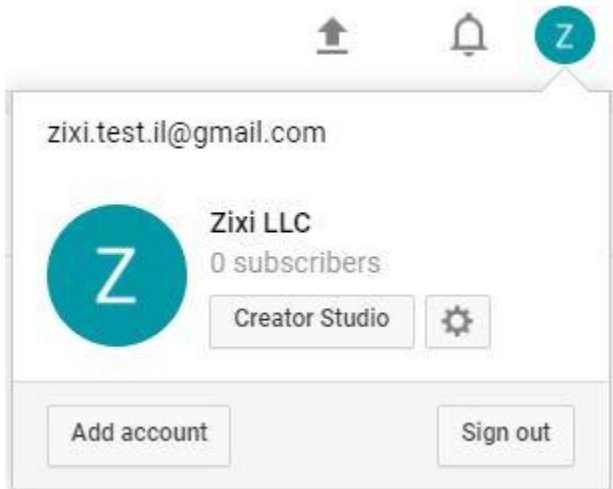 Z
zixi.test.il@gmail.com
Z
Zixi LLC
0 subscribers
Creator Studio
Add account
Sign out